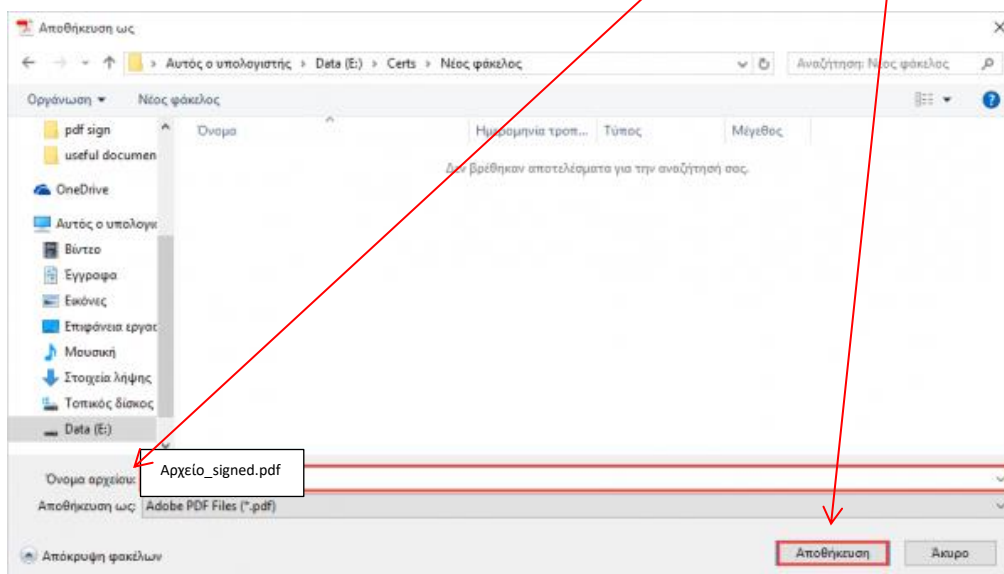 Αποθήκευση ως
Αυτός ο υπολογιστής > Data (E:) > Certs > Νέος φάκελος
Αναζήτηση: Νέος φάκελος
Οργάνωση
Νέος φάκελος
Όνομα
Ημερομηνία τροπ...
Τύπος
Μέγεθος
Δεν βρέθηκαν αποτελέσματα για την αναζήτησή σας.
pdf sign
useful documen
OneDrive
Αυτός ο υπολογι
Βίντεο
Έγγραφα
Εικόνες
Επιφάνεια εργας
Μουσική
Στοιχεία λήψης
Τοπικός δίσκος
Data (E:)
Όνομα αρχείου:
Αρχείο_signed.pdf
Αποθήκευση ως: Adobe PDF Files (*.pdf)
Απόκρυψη φακέλων
Αποθήκευση
Άκυρο